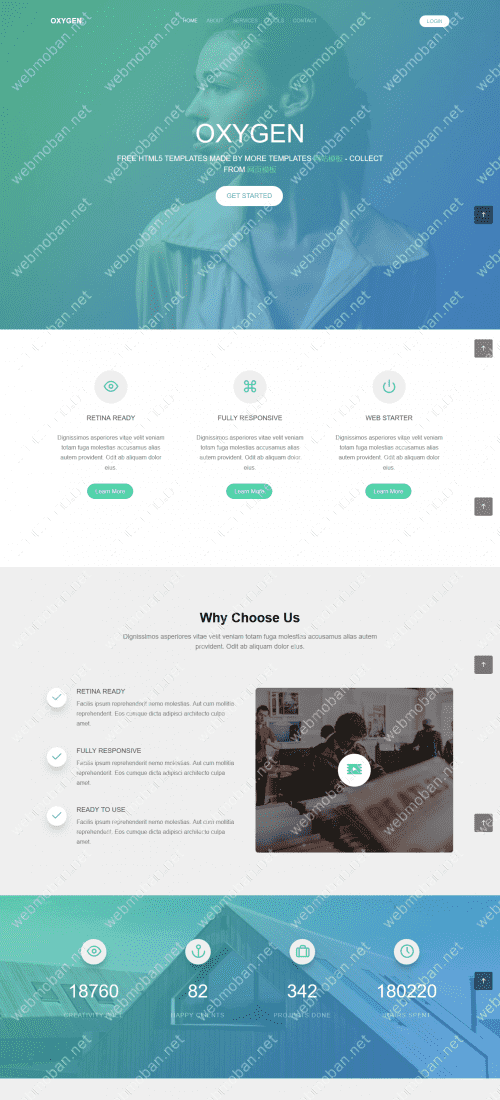 OXYGEN
HOME ABOUT SERVICES CONTACT
LOGIN
OXYGEN
FREE HTML5 TEMPLATES MADE BY MORE TEMPLATES - COLLECT
FROM 网页模板
GET STARTED
RETINA READY
Dignissimos asperiores vitae velit veniam
totam fuga molestias accusamus alias
autem provident. Odit ab aliquam dolor
eius.
Learn More
FULLY RESPONSIVE
Dignissimos asperiores vitae velit veniam
totam fuga molestias accusamus alias
autem provident. Odit ab aliquam dolor
eius.
Learn More
WEB STARTER
Dignissimos asperiores vitae velit veniam
totam fuga molestias accusamus alias
autem provident. Odit ab aliquam dolor
eius.
Learn More
Why Choose Us
Dignissimos asperiores vitae velit veniam totam fuga molestias accusamus alias autem
provident. Odit ab aliquam dolor eius.
RETINA READY
Facilis ipsum reprehenderit nemo molestias. Aut cum mollitia
reprehenderit. Eos cumque dicta adipisci architecto culpa
amet.
FULLY RESPONSIVE
Facilis ipsum reprehenderit nemo molestias. Aut cum mollitia
reprehenderit. Eos cumque dicta adipisci architecto culpa
amet.
READY TO USE
Facilis ipsum reprehenderit nemo molestias. Aut cum mollitia
reprehenderit. Eos cumque dicta adipisci architecto culpa
amet.
18760
CREATIVITY
82
HAPPY CLIENTS
342
PROJECTS DONE
180220
HOURS SPENT
webmoban.net